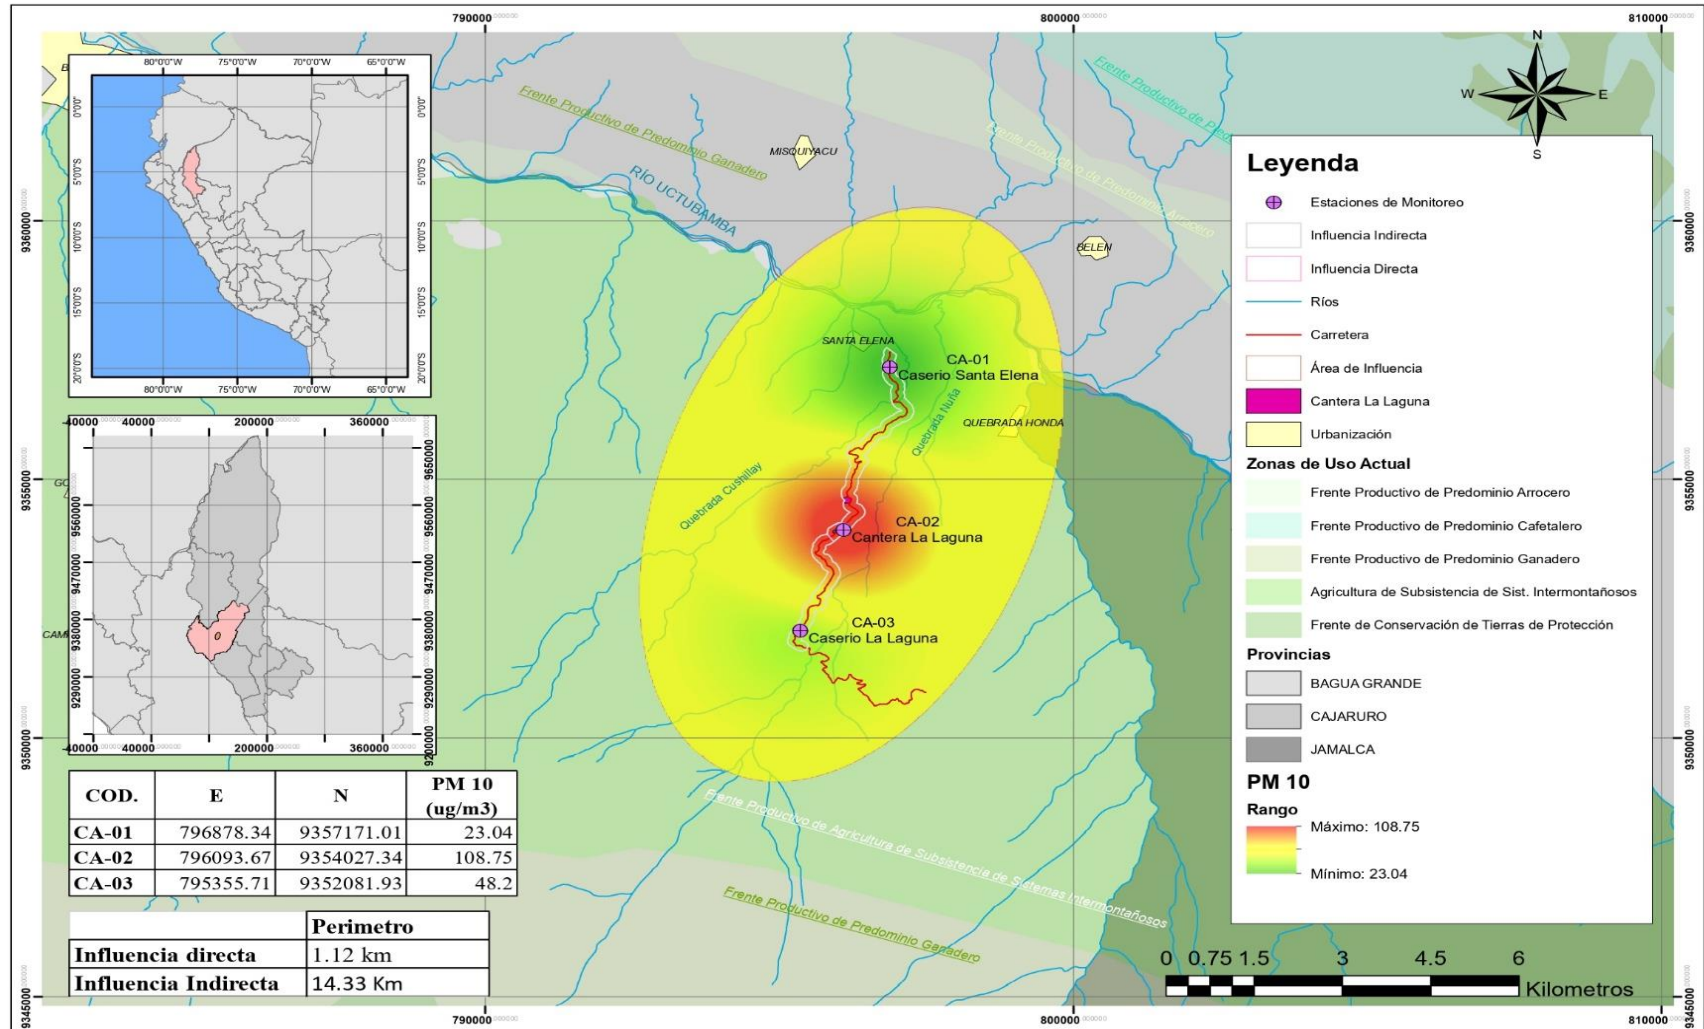 790000
800000
810000
9360000
9355000
9350000
9345000
80°0'0"W
75°0'0"W
70°0'0"W
65°0'0"W
0°0'0"
5°0'0"S
10°0'0"S
15°0'0"S
20°0'0"S
-40000
40000
200000
360000
9650000
9560000
9470000
9380000
9290000
9200000
Frente Productivo de Predominio Ganadero
Frente Productivo de Predominio Arrocero
Frente Productivo de Pred
MISQUIYACU
RÍO UCTUBAMBA
BELEN
SANTA ELENA
CA-01
Caserio Santa Elena
Quebrada Nuña
QUEBRADA HONDA
Quebrada Cushillay
CA-02
Cantera La Laguna
CA-03
Caserio La Laguna
Frente Productivo de Agricultura de Subsistencia de Sistemas Intermontañosos
Frente Productivo de Predominio Ganadero
N
W E
S
Leyenda
Estaciones de Monitoreo
Influencia Indirecta
Influencia Directa
Ríos
Carretera
Área de Influencia
Cantera La Laguna
Urbanización
Zonas de Uso Actual
Frente Productivo de Predominio Arrocero
Frente Productivo de Predominio Cafetalero
Frente Productivo de Predominio Ganadero
Agricultura de Subsistencia de Sist. Intermontañosos
Frente de Conservación de Tierras de Protección
Provincias
BAGUA GRANDE
CAJARURO
JAMALCA
PM 10
Rango
Máximo: 108.75
Mínimo: 23.04
COD. E N PM 10 (ug/m3)
CA-01 796878.34 9357171.01 23.04
CA-02 796093.67 9354027.34 108.75
CA-03 795355.71 9352081.93 48.2
Perimetro
Influencia directa 1.12 km
Influencia Indirecta 14.33 Km
0 0.75 1.5 3 4.5 6
Kilometros